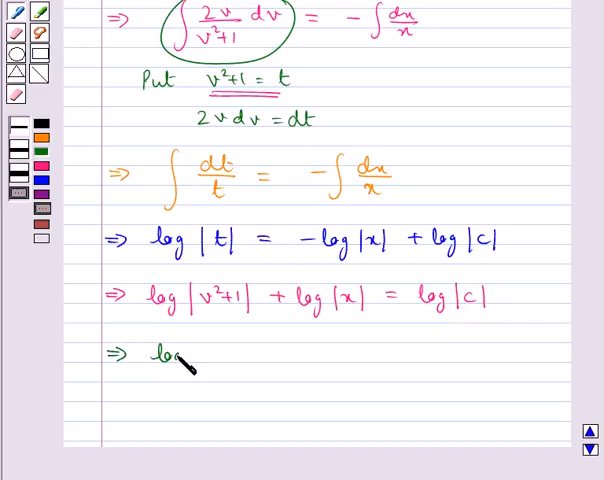 ⇒ ∫ 2v/(v²+1) dv = - ∫ dx/x
Put v²+1 = t
2v dv = dt
⇒ ∫ dt/t = - ∫ dx/x
⇒ log |t| = - log |x| + log |c|
⇒ log | v²+1 | + log |x| = log |c|
⇒ log